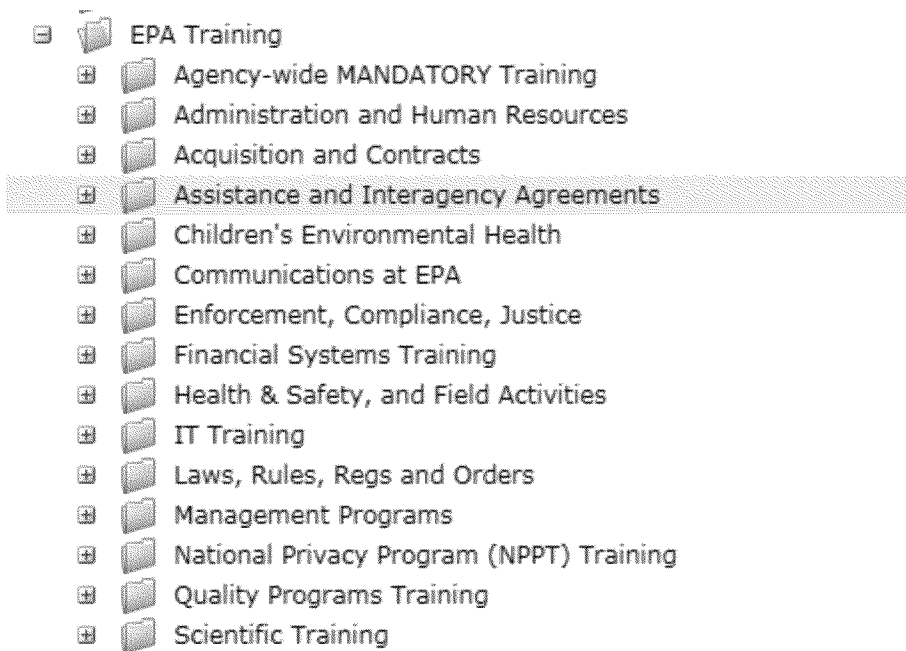 EPA Training
Agency-wide MANDATORY Training
Administration and Human Resources
Acquisition and Contracts
Assistance and Interagency Agreements
Children's Environmental Health
Communications at EPA
Enforcement, Compliance, Justice
Financial Systems Training
Health & Safety, and Field Activities
IT Training
Laws, Rules, Regs and Orders
Management Programs
National Privacy Program (NPPT) Training
Quality Programs Training
Scientific Training